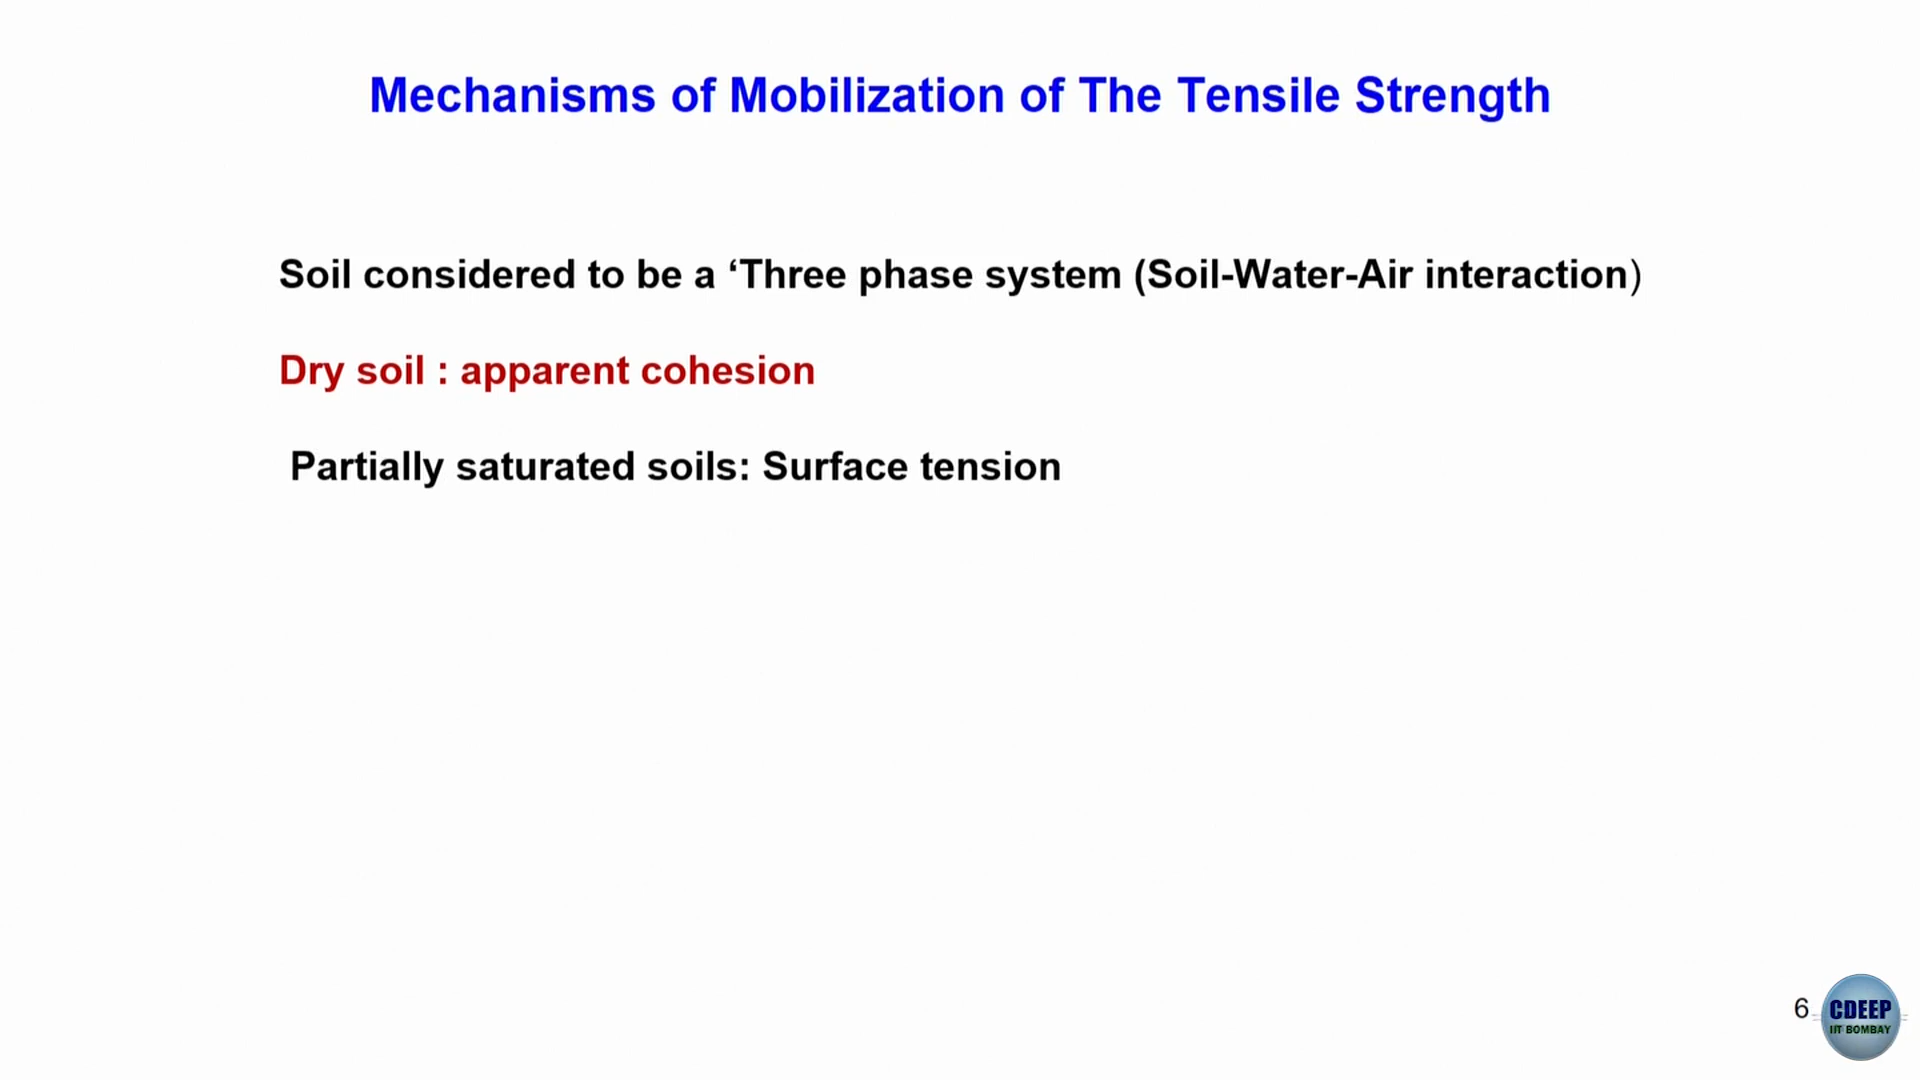 Mechanisms of Mobilization of The Tensile Strength
Soil considered to be a ‘Three phase system (Soil-Water-Air interaction)
Dry soil : apparent cohesion
Partially saturated soils: Surface tension
6
CDEEP
IIT BOMBAY